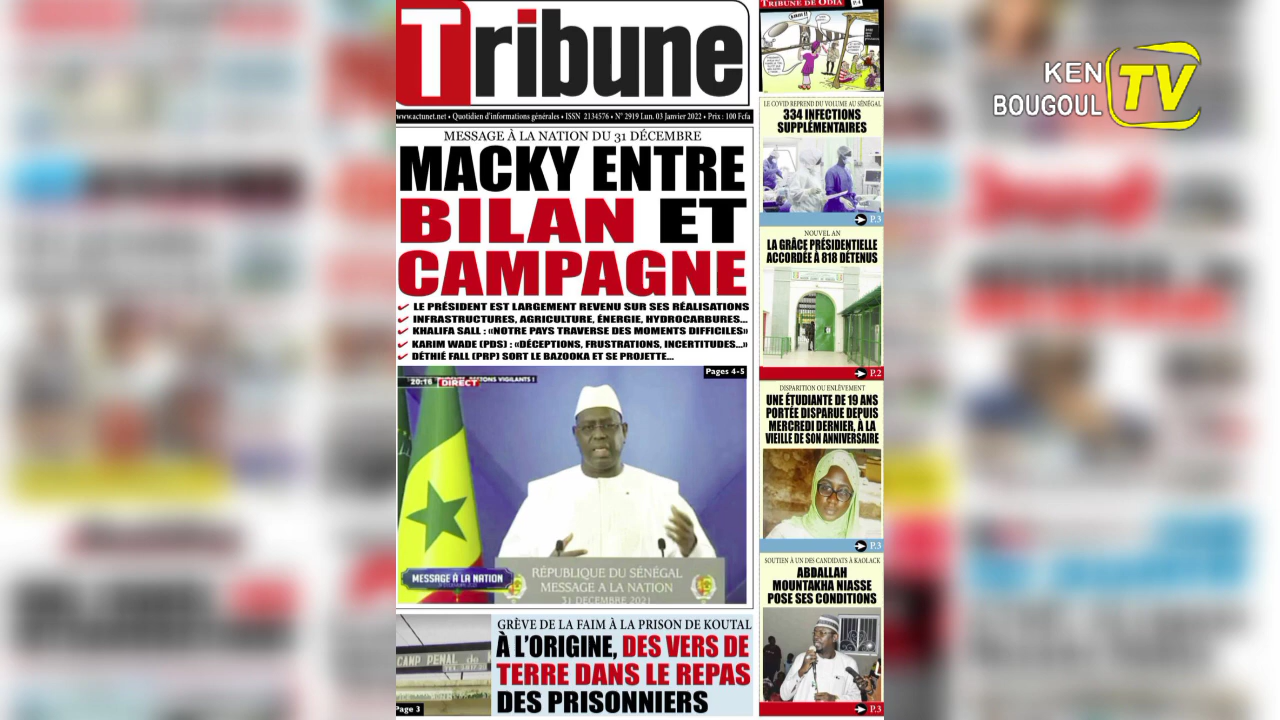 Tribune
www.actunet.net • Quotidien d'informations générales • ISSN 2134576 • N° 2919 Lun. 03 Janvier 2022 • Prix : 100 Fcfa
MESSAGE À LA NATION DU 31 DÉCEMBRE
MACKY ENTRE
BILAN ET
CAMPAGNE
LE PRÉSIDENT EST LARGEMENT REVENU SUR SES RÉALISATIONS
INFRASTRUCTURES, AGRICULTURE, ÉNERGIE, HYDROCARBURES...
KHALIFA SALL : «NOTRE PAYS TRAVERSE DES MOMENTS DIFFICILES»
KARIM WADE (PDS) : «DÉCEPTIONS, FRUSTRATIONS, INCERTITUDES...»
DÉTHIÉ FALL (PRP) SORT LE BAZOOKA ET SE PROJETTE...
Pages 4-5
20:16
DIRECT
RESTONS VIGILANTS !
MESSAGE À LA NATION
RÉPUBLIQUE DU SÉNÉGAL
MESSAGE A LA NATION
31 DÉCEMBRE 2021
GRÈVE DE LA FAIM À LA PRISON DE KOUTAL
À L'ORIGINE, DES VERS DE
TERRE DANS LE REPAS
DES PRISONNIERS
CAMP PENAL de
Page 3
TRIBUNE DE ODIA P.4
LE COVID REPREND DU VOLUME AU SÉNÉGAL
334 INFECTIONS
SUPPLÉMENTAIRES
P.3
NOUVEL AN
LA GRÂCE PRÉSIDENTIELLE
ACCORDÉE À 818 DÉTENUS
P.2
DISPARITION OU ENLÈVEMENT
UNE ÉTUDIANTE DE 19 ANS
PORTÉE DISPARUE DEPUIS
MERCREDI DERNIER, À LA
VIEILLE DE SON ANNIVERSAIRE
P.3
SOUTIEN À UN DES CANDIDATS À KAOLACK
ABDALLAH
MOUNTAKHA NIASSE
POSE SES CONDITIONS
P.3
KEN
BOUGOUL
TV